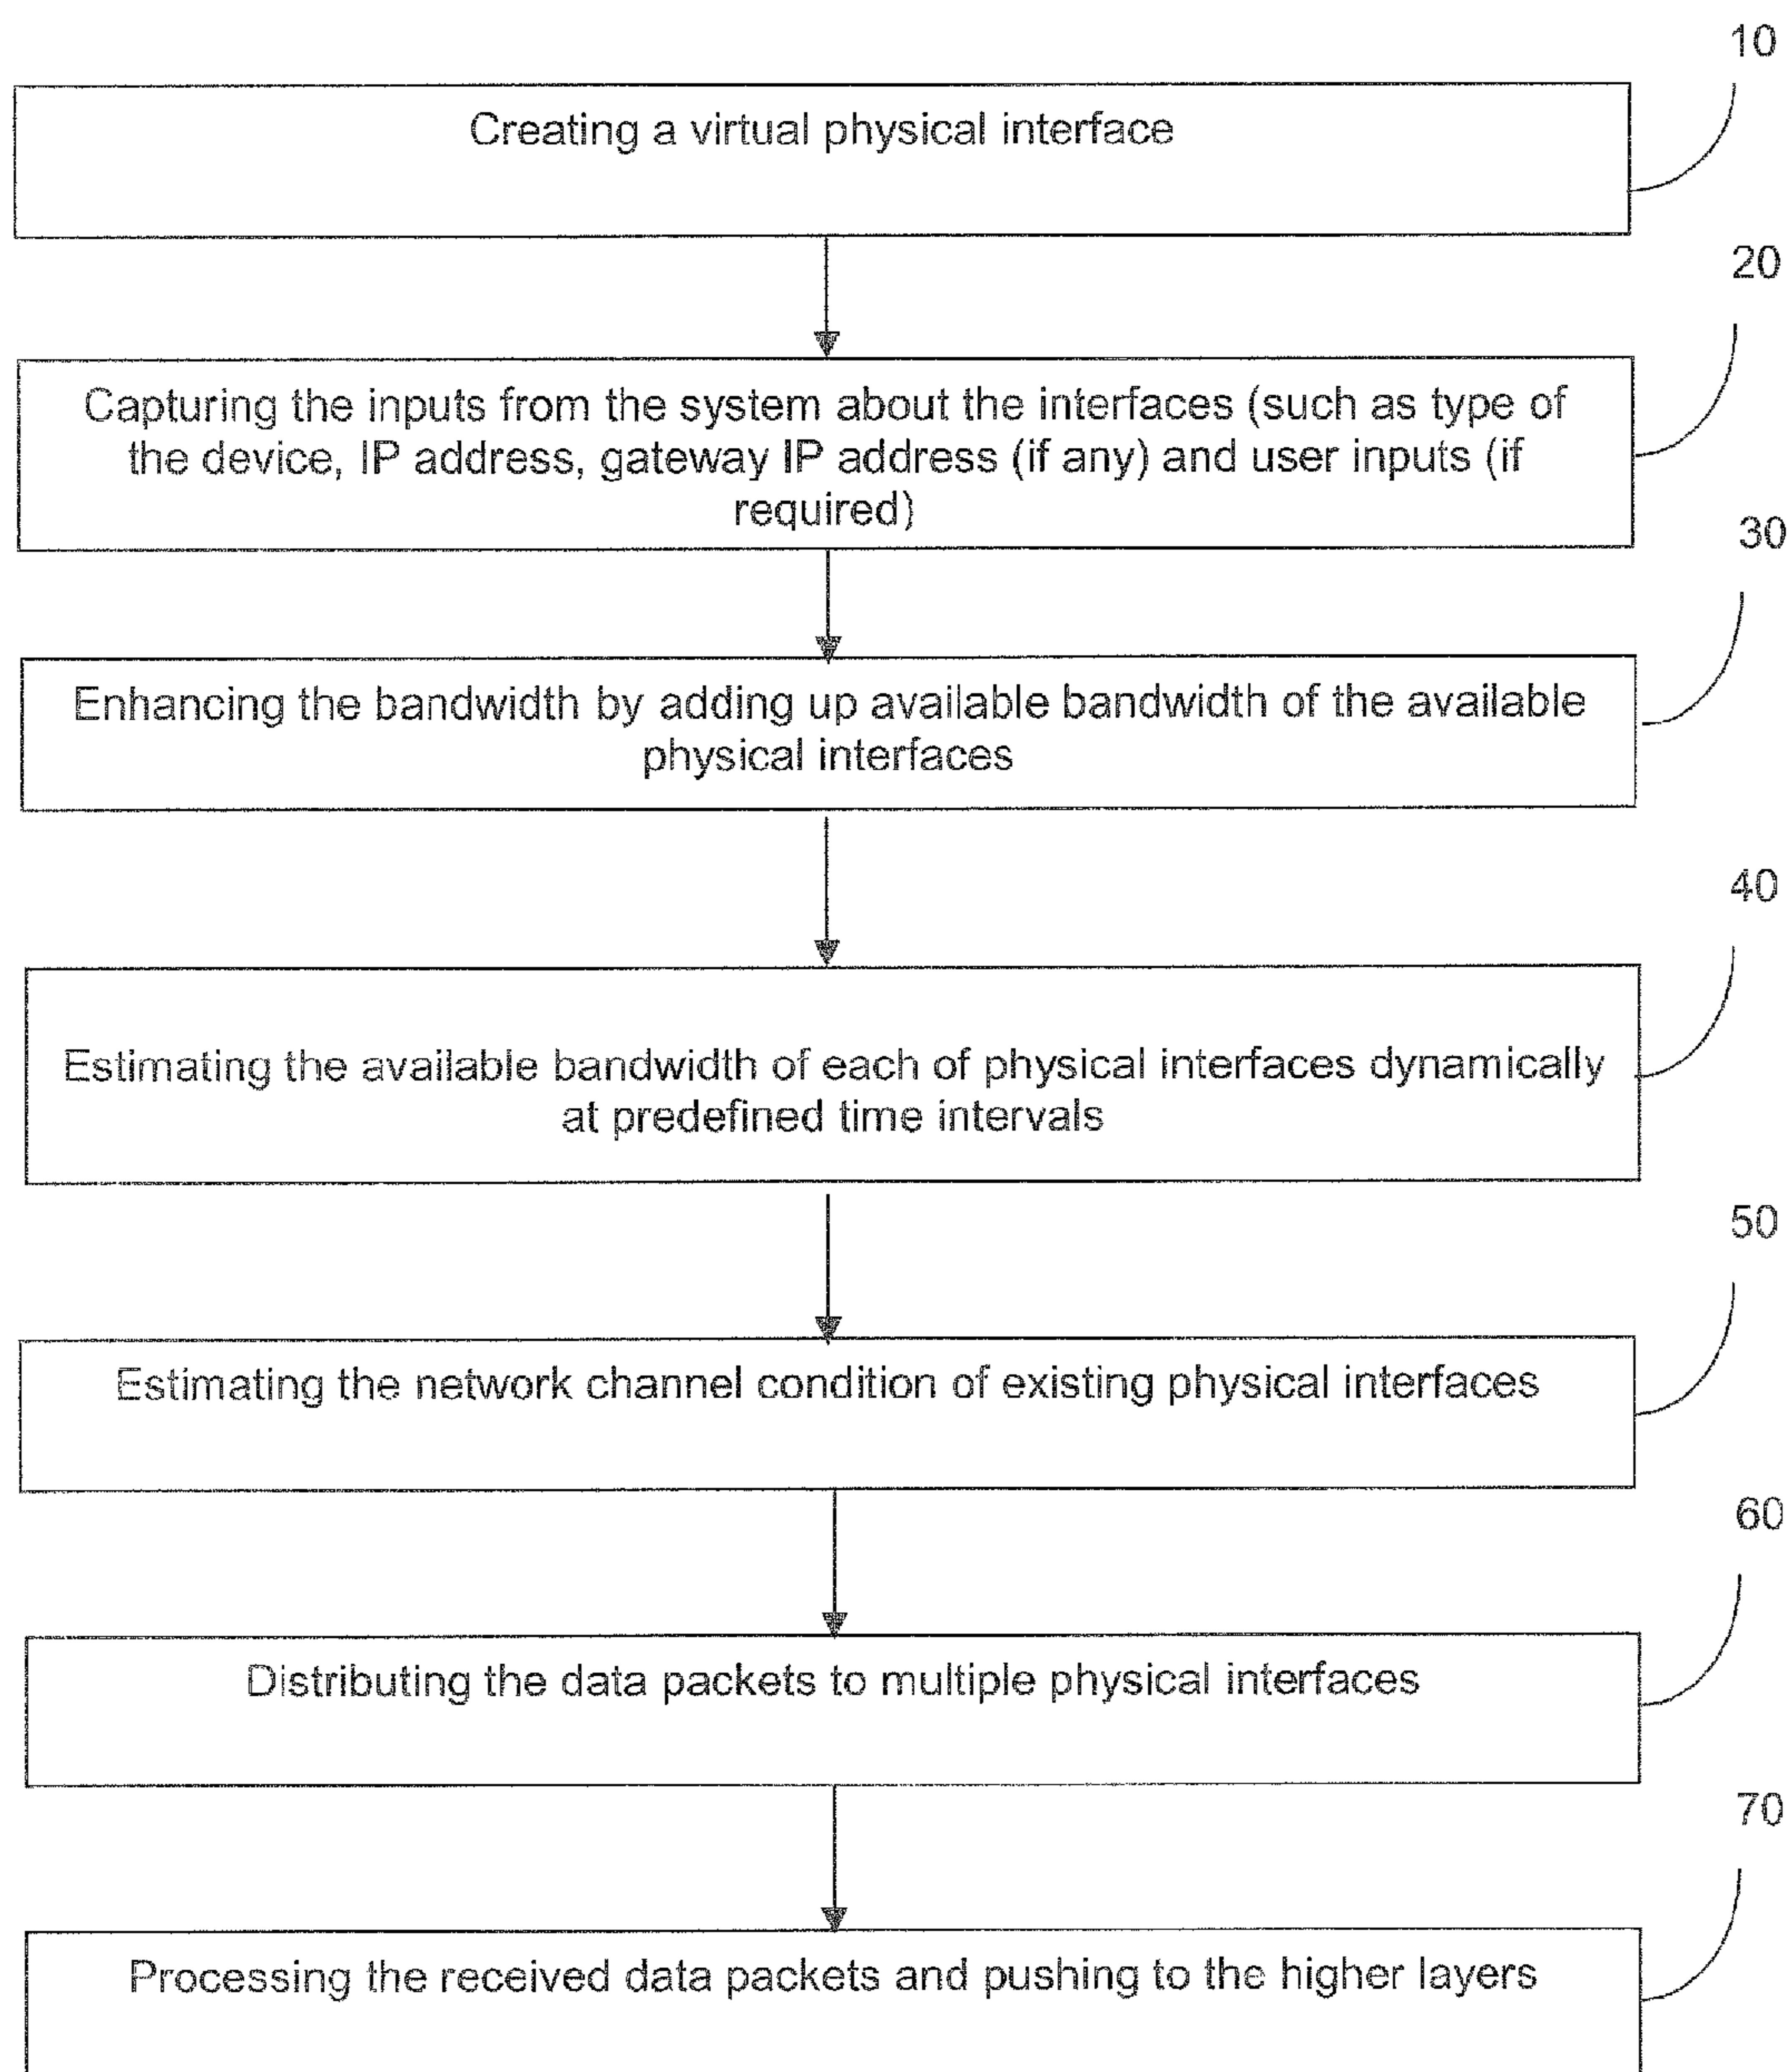 10
Creating a virtual physical interface
20
Capturing the inputs from the system about the interfaces (such as type of
the device, IP address, gateway IP address (if any) and user inputs (if
required)
30
Enhancing the bandwidth by adding up available bandwidth of the available
physical interfaces
40
Estimating the available bandwidth of each of physical interfaces dynamically
at predefined time intervals
50
Estimating the network channel condition of existing physical interfaces
60
Distributing the data packets to multiple physical interfaces
70
Processing the received data packets and pushing to the higher layers